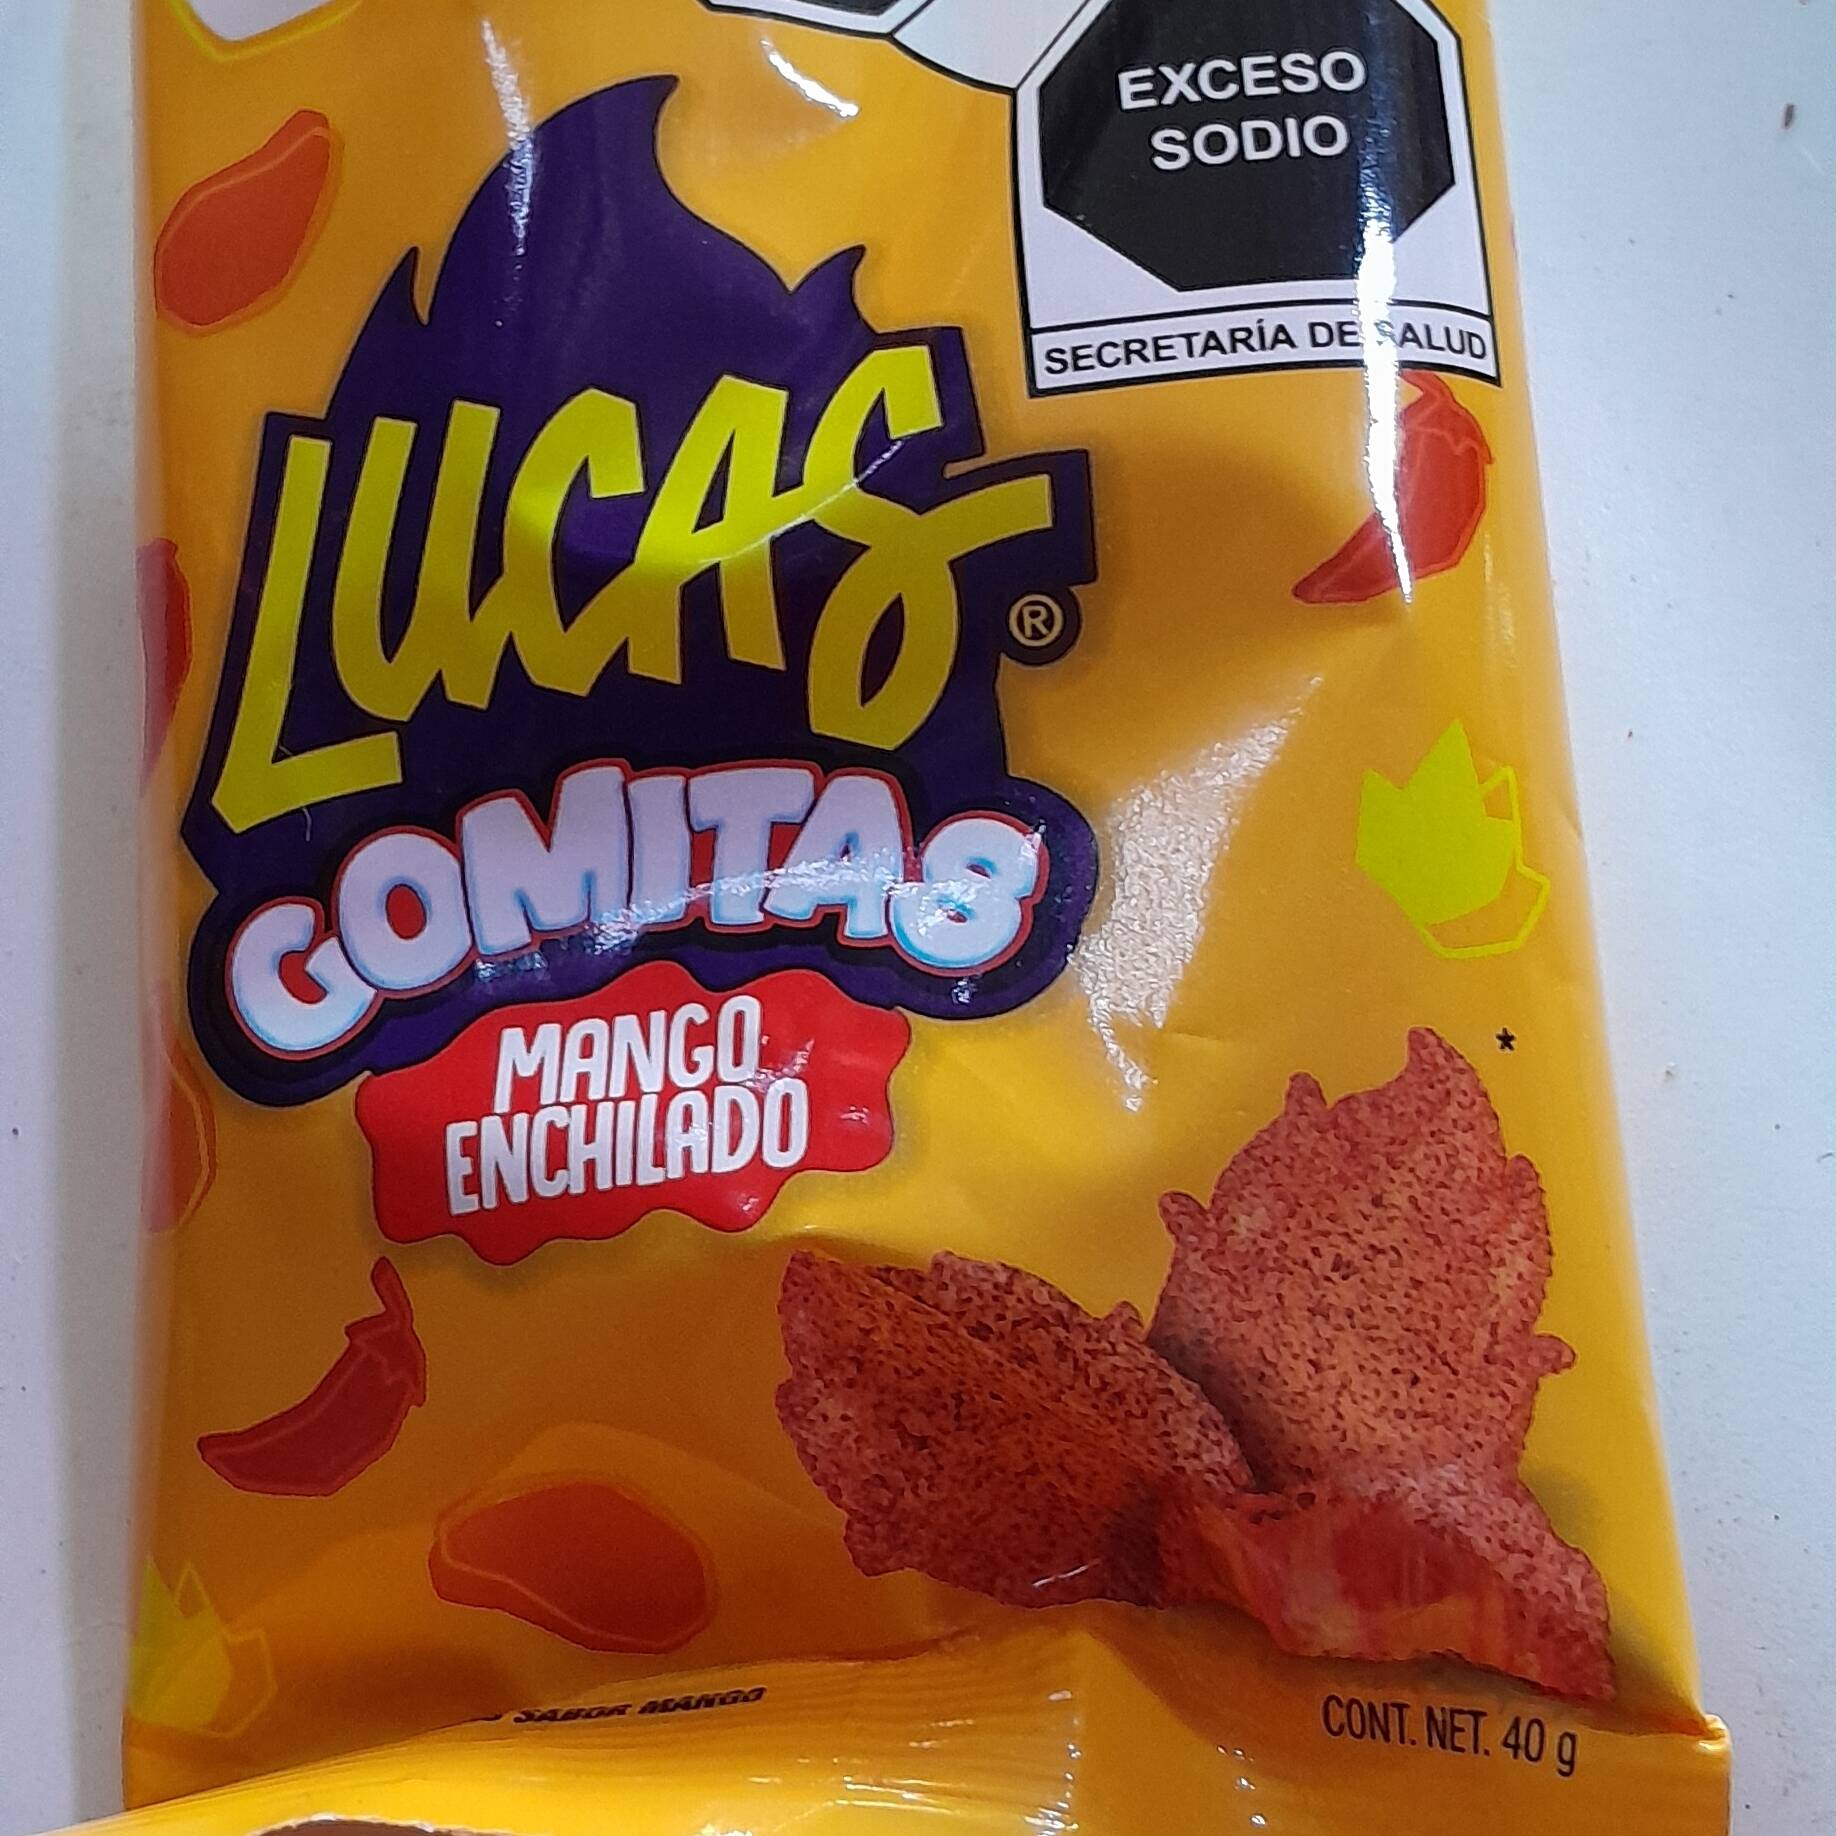 EXCESO
SODIO
SECRETARÍA DE SALUD
LUCAS®
GOMITAS
MANGO
ENCHILADO
*
SABOR MANGO
CONT. NET. 40 g